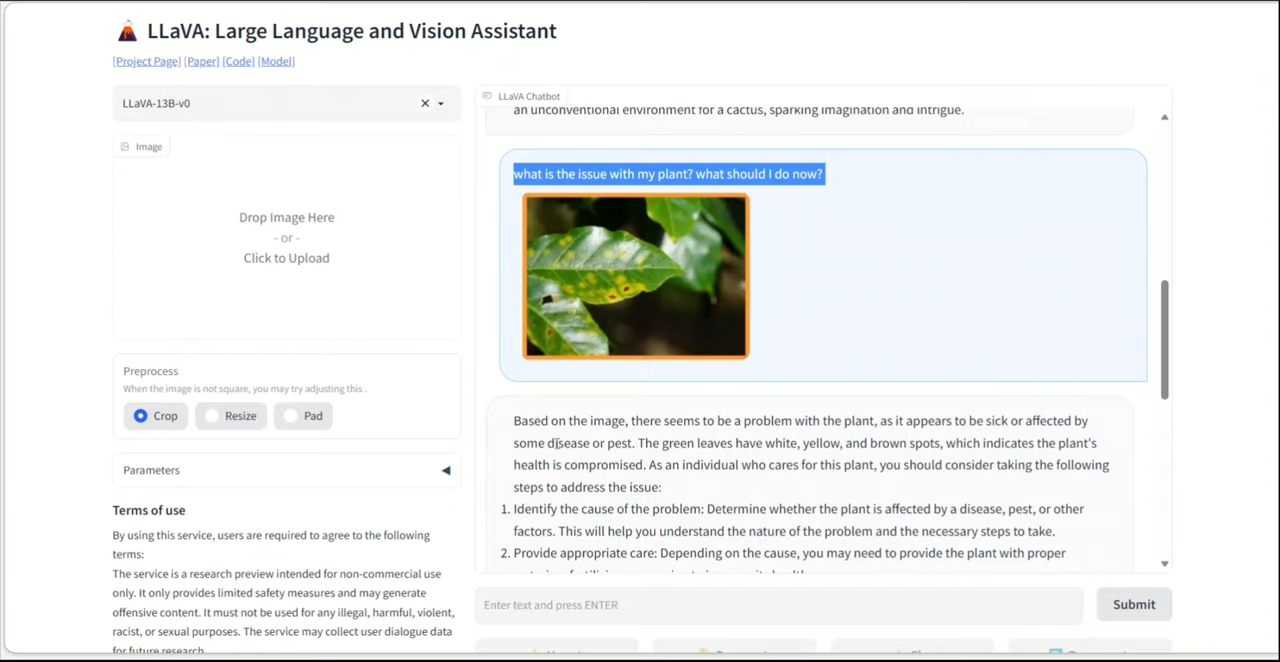 LLaVA: Large Language and Vision Assistant
[Project Page] [Paper] [Code] [Model]
LLaVA-13B-v0
Image
Drop Image Here
- or -
Click to Upload
Preprocess
When the image is not square, you may try adjusting this .
Crop Resize Pad
Parameters
Terms of use
By using this service, users are required to agree to the following
terms:
The service is a research preview intended for non-commercial use
only. It only provides limited safety measures and may generate
offensive content. It must not be used for any illegal, harmful, violent,
racist, or sexual purposes. The service may collect user dialogue data
for future research.
LLaVA Chatbot
an unconventional environment for a cactus, sparking imagination and intrigue.
what is the issue with my plant? what should I do now?
Based on the image, there seems to be a problem with the plant, as it appears to be sick or affected by
some disease or pest. The green leaves have white, yellow, and brown spots, which indicates the plant's
health is compromised. As an individual who cares for this plant, you should consider taking the following
steps to address the issue:
1. Identify the cause of the problem: Determine whether the plant is affected by a disease, pest, or other
factors. This will help you understand the nature of the problem and the necessary steps to take.
2. Provide appropriate care: Depending on the cause, you may need to provide the plant with proper
Enter text and press ENTER
Submit